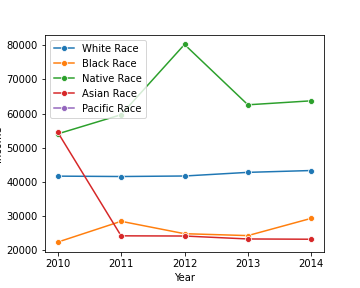 White Race
Black Race
Native Race
Asian Race
Pacific Race
80000
70000
60000
50000
40000
30000
20000
2010
2011
2012
2013
2014
Year